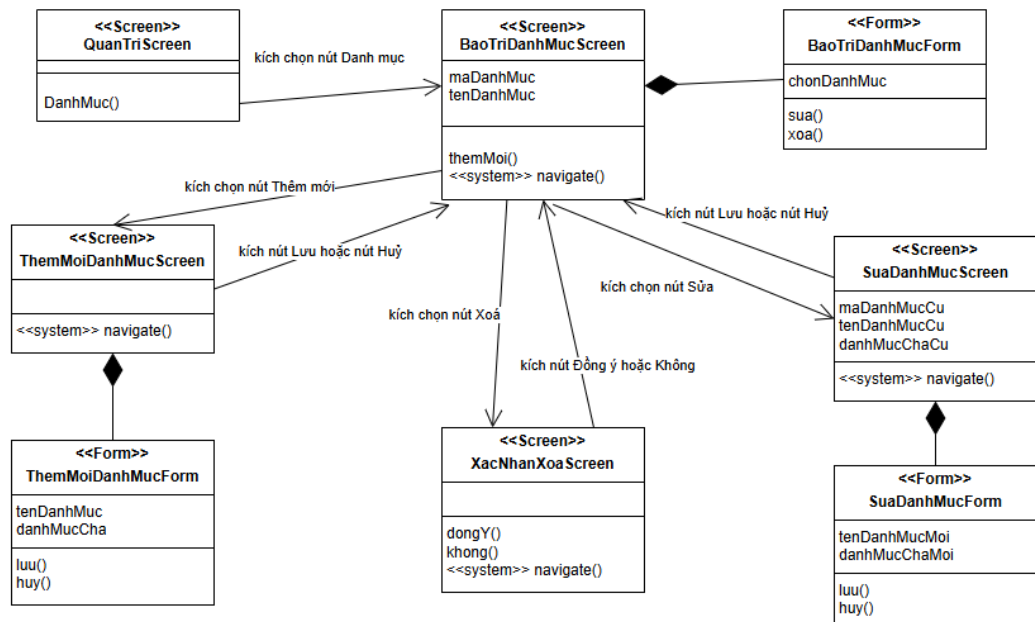 <<Screen>>
QuanTriScreen
DanhMuc()
kích chọn nút Danh mục
<<Screen>>
BaoTriDanhMucScreen
maDanhMuc
tenDanhMuc
themMoi()
<<system>> navigate()
<<Form>>
BaoTriDanhMucForm
chonDanhMuc
sua()
xoa()
kích chọn nút Thêm mới
kích nút Lưu hoặc nút Huỷ
<<Screen>>
ThemMoiDanhMucScreen
<<system>> navigate()
kích nút Lưu hoặc nút Huỷ
kích chọn nút Xoá
kích chọn nút Sửa
kích nút Đồng ý hoặc Không
<<Screen>>
SuaDanhMucScreen
maDanhMucCu
tenDanhMucCu
danhMucChaCu
<<system>> navigate()
<<Form>>
ThemMoiDanhMucForm
tenDanhMuc
danhMucCha
luu()
huy()
<<Screen>>
XacNhanXoaScreen
dongY()
khong()
<<system>> navigate()
<<Form>>
SuaDanhMucForm
tenDanhMucMoi
danhMucChaMoi
luu()
huy()